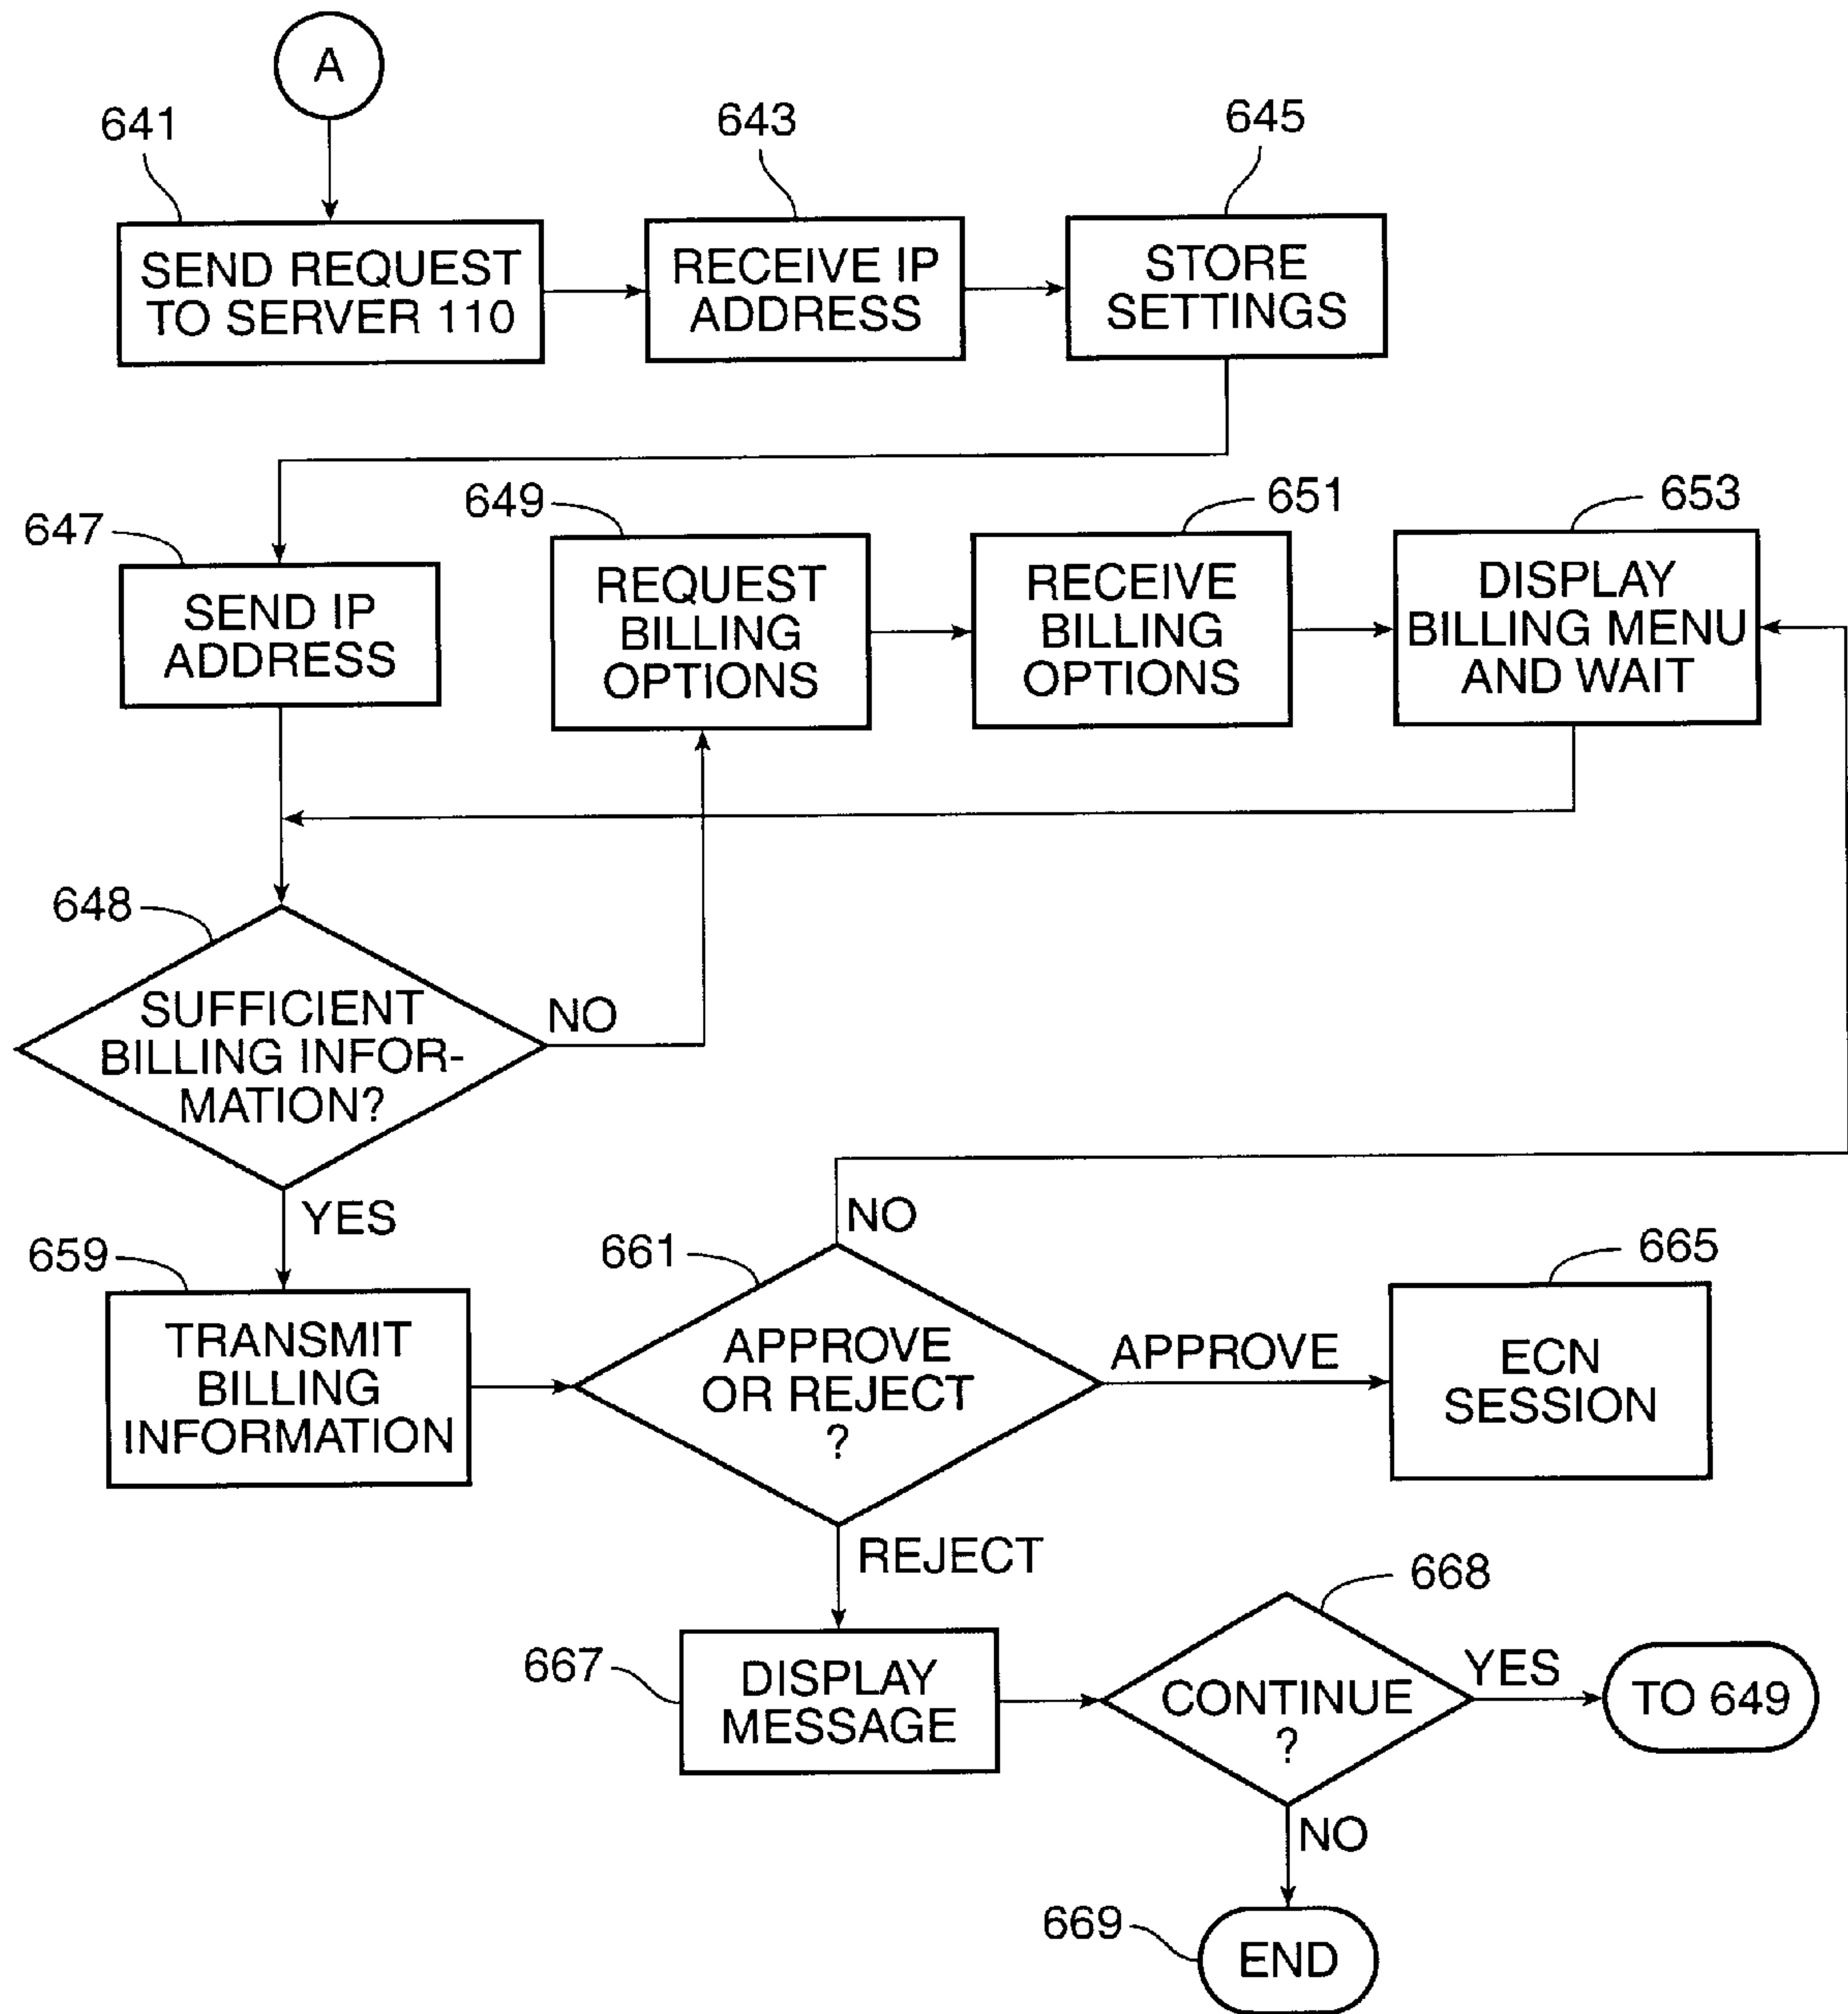 A
641
643
645
SEND REQUEST
TO SERVER 110
RECEIVE IP
ADDRESS
STORE
SETTINGS
647
649
651
653
SEND IP
ADDRESS
REQUEST
BILLING
OPTIONS
RECEIVE
BILLING
OPTIONS
DISPLAY
BILLING MENU
AND WAIT
648
SUFFICIENT
BILLING INFOR-
MATION?
NO
YES
NO
659
661
665
TRANSMIT
BILLING
INFORMATION
APPROVE
OR REJECT
?
APPROVE
ECN
SESSION
REJECT
668
667
DISPLAY
MESSAGE
CONTINUE
?
YES
TO 649
NO
669
END